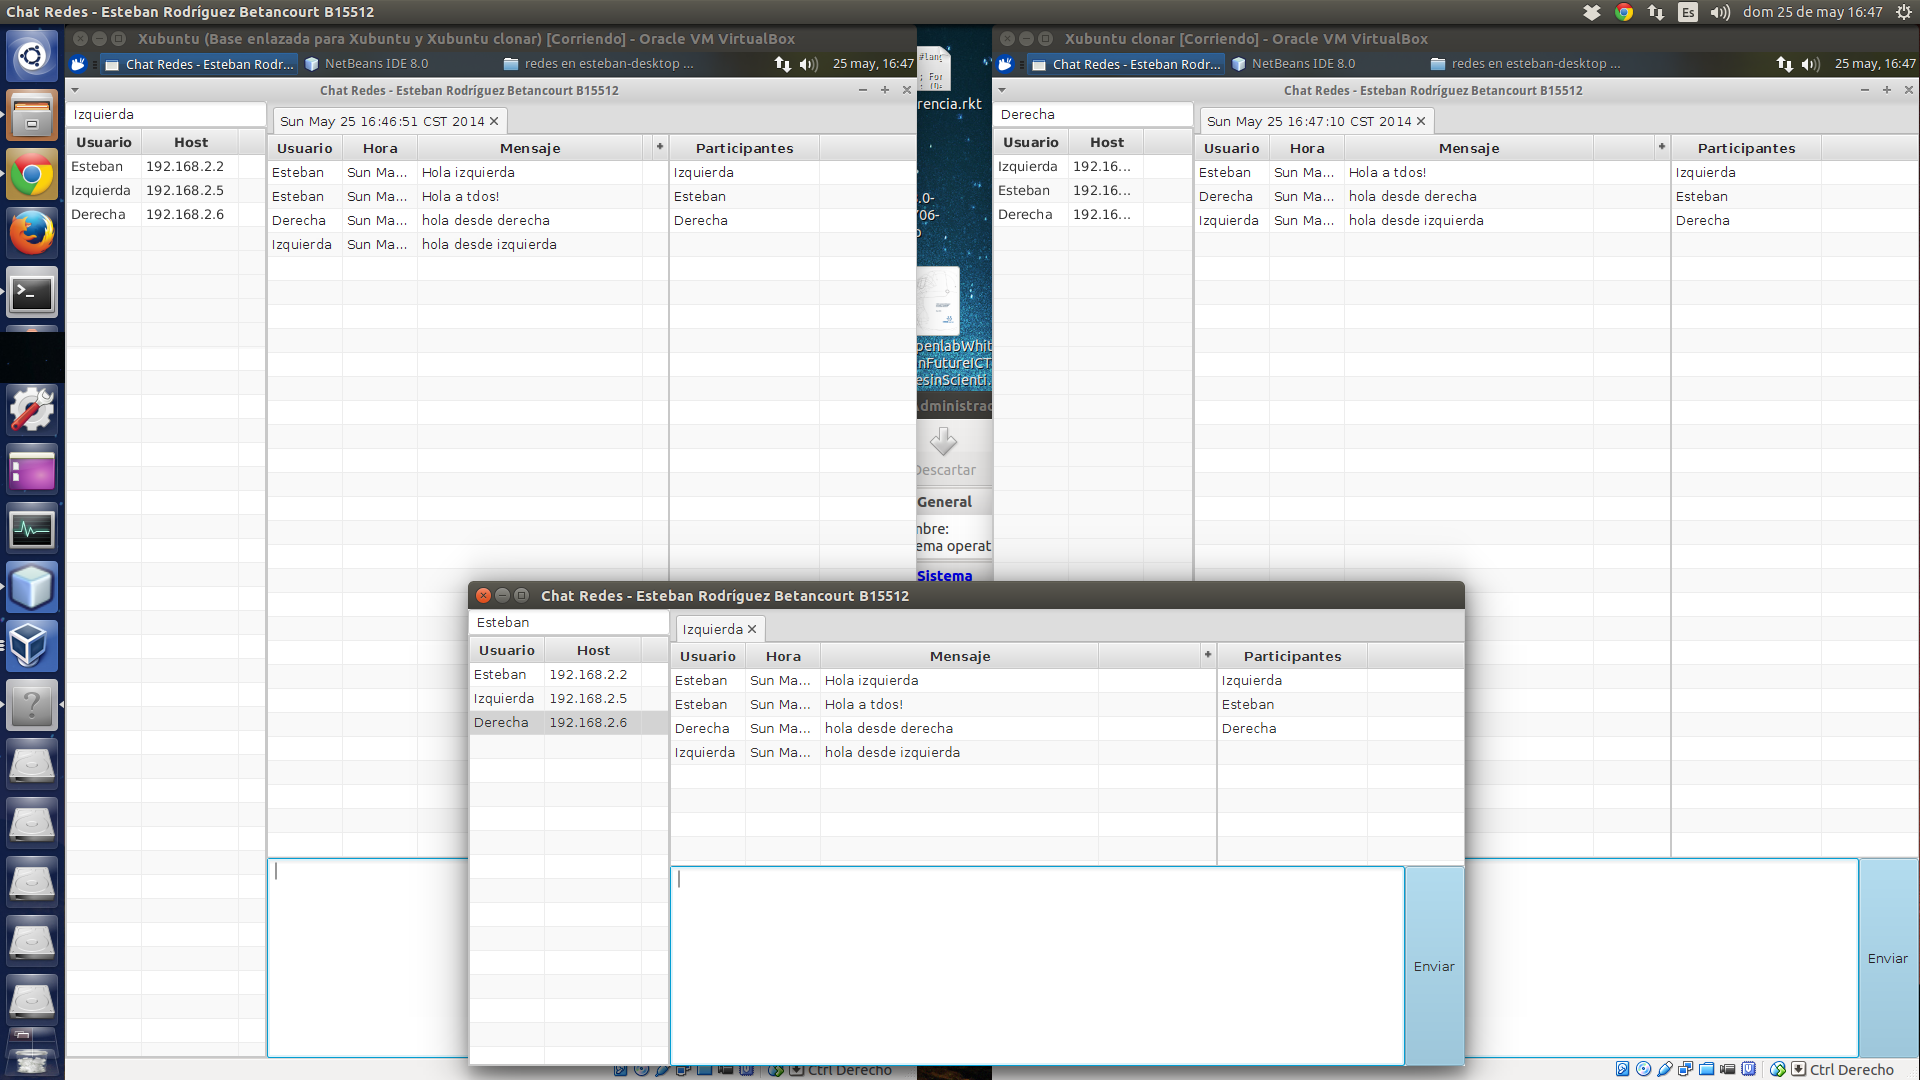 Chat Redes - Esteban Rodríguez Betancourt B15512
Es
dom 25 de may 16:47
Xubuntu (Base enlazada para Xubuntu y Xubuntu clonar) [Corriendo] - Oracle VM VirtualBox
Chat Redes - Esteban Rodr...
NetBeans IDE 8.0
redes en esteban-desktop ...
25 may, 16:47
Chat Redes - Esteban Rodríguez Betancourt B15512
Izquierda
Sun May 25 16:46:51 CST 2014
Usuario Host
Esteban 192.168.2.2
Izquierda 192.168.2.5
Derecha 192.168.2.6
Usuario Hora Mensaje + Participantes
Esteban Sun Ma... Hola izquierda Izquierda
Esteban Sun Ma... Hola a tdos! Esteban
Derecha Sun Ma... hola desde derecha Derecha
Izquierda Sun Ma... hola desde izquierda
Ctrl Derecho
#lang
; For
rencia.rkt
.0-
'06-
penlabWhit
nFutureICT
esinScienti...
Administrac
Descartar
General
nbre:
ema operat
Sistema
Xubuntu clonar [Corriendo] - Oracle VM VirtualBox
Chat Redes - Esteban Rodr...
NetBeans IDE 8.0
redes en esteban-desktop ...
25 may, 16:47
Chat Redes - Esteban Rodríguez Betancourt B15512
Derecha
Sun May 25 16:47:10 CST 2014
Usuario Host
Izquierda 192.16...
Esteban 192.16...
Derecha 192.16...
Usuario Hora Mensaje + Participantes
Esteban Sun Ma... Hola a tdos! Izquierda
Derecha Sun Ma... hola desde derecha Esteban
Izquierda Sun Ma... hola desde izquierda Derecha
Enviar
Ctrl Derecho
Chat Redes - Esteban Rodríguez Betancourt B15512
Esteban
Izquierda
Usuario Host
Esteban 192.168.2.2
Izquierda 192.168.2.5
Derecha 192.168.2.6
Usuario Hora Mensaje + Participantes
Esteban Sun Ma... Hola izquierda Izquierda
Esteban Sun Ma... Hola a tdos! Esteban
Derecha Sun Ma... hola desde derecha Derecha
Izquierda Sun Ma... hola desde izquierda
Enviar